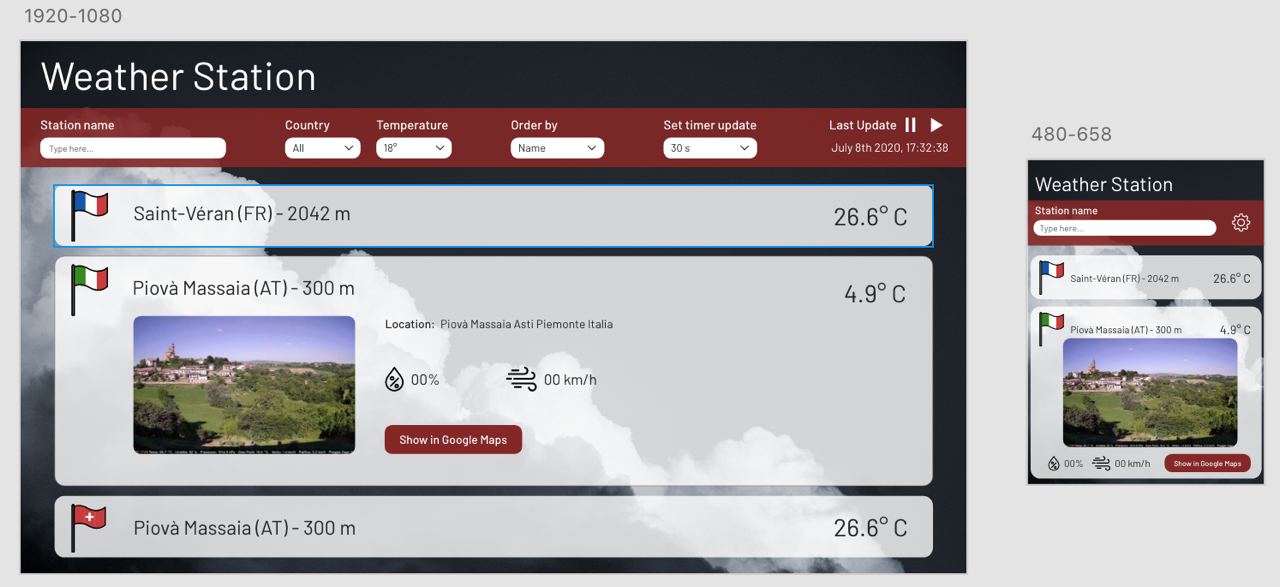 1920-1080
Weather Station
Station name
Country
Temperature
Order by
Set timer update
Last Update
Type here...
All
18°
Name
30 s
July 8th 2020, 17:32:38
Saint-Véran (FR) - 2042 m
26.6° C
Piovà Massaia (AT) - 300 m
4.9° C
Location: Piovà Massaia Asti Piemonte Italia
00%
00 km/h
Show in Google Maps
Piovà Massaia (AT) - 300 m
26.6° C
480-658
Weather Station
Station name
Type here...
Saint-Véran (FR) - 2042 m
26.6° C
Piovà Massaia (AT) - 300 m
4.9° C
00%
00 km/h
Show in Google Maps